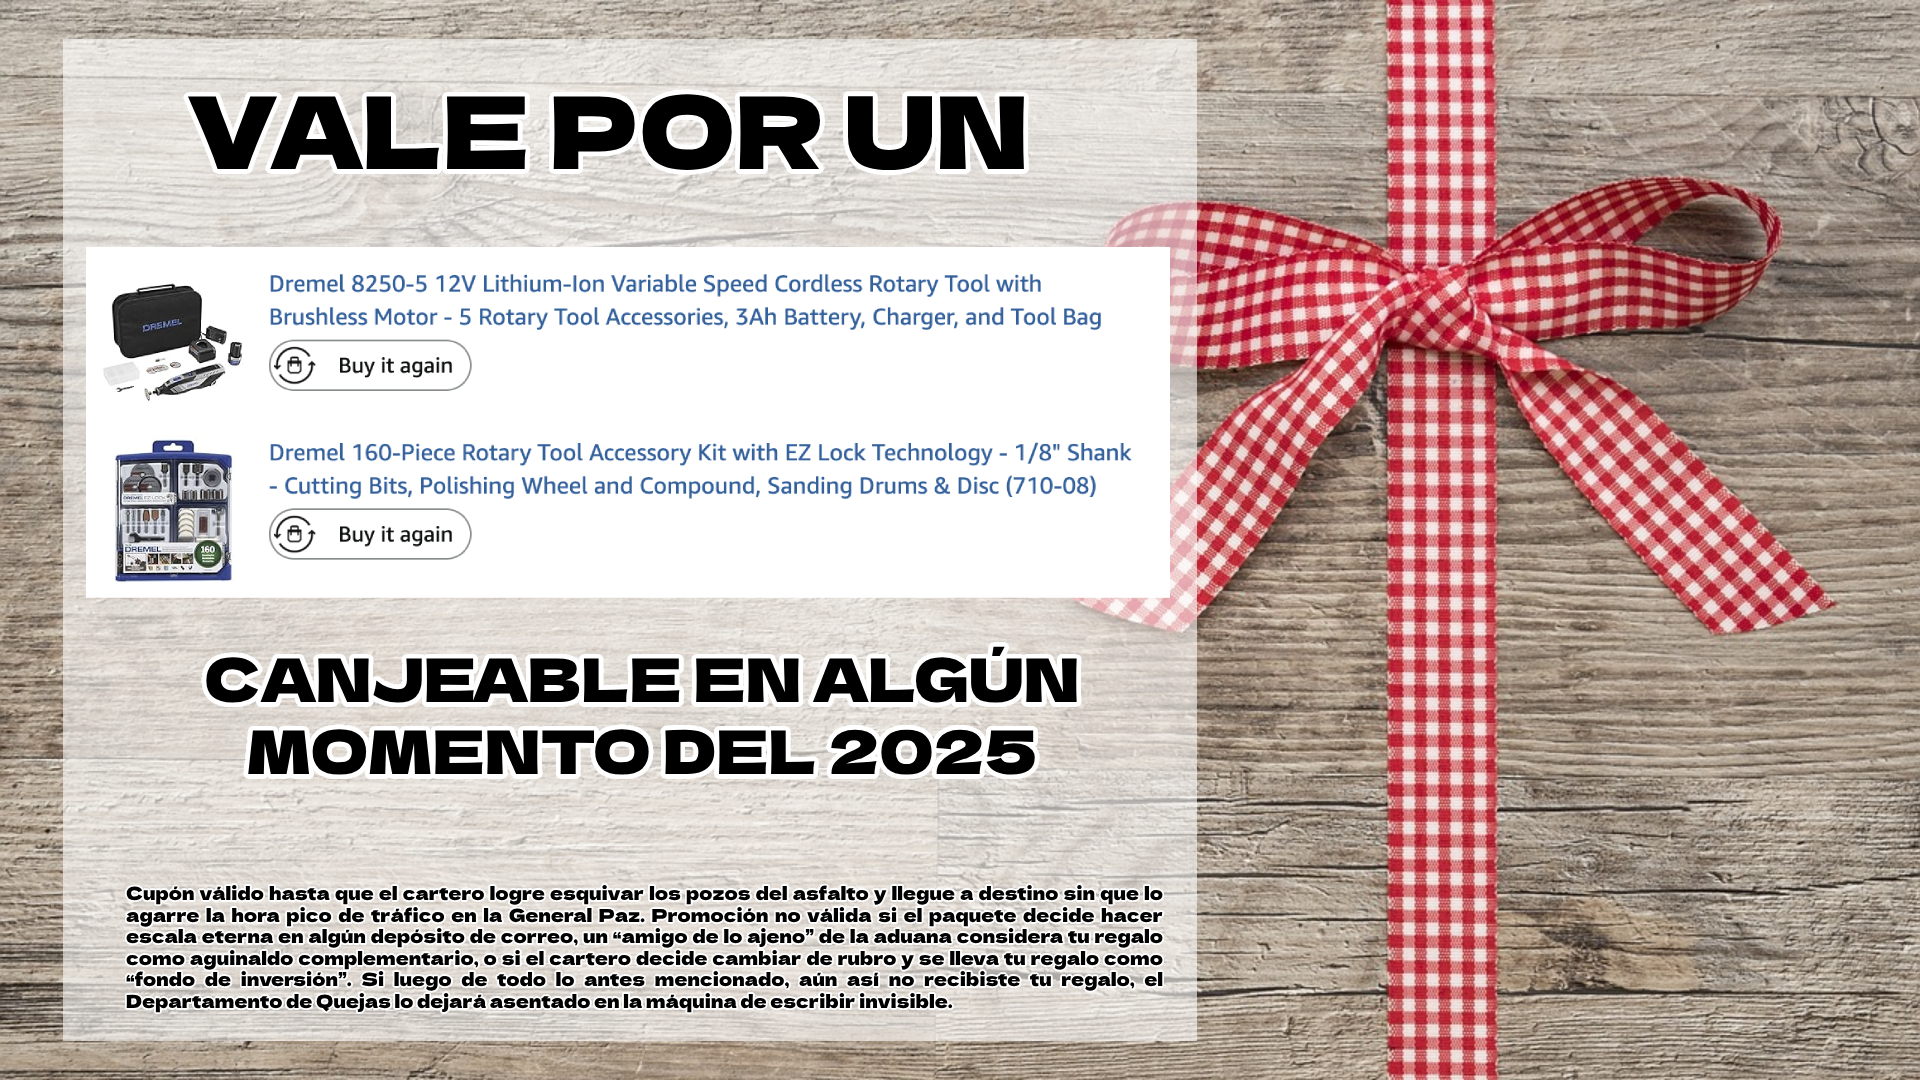 VALE POR UN
DREMEL
Dremel 8250-5 12V Lithium-Ion Variable Speed Cordless Rotary Tool with
Brushless Motor - 5 Rotary Tool Accessories, 3Ah Battery, Charger, and Tool Bag
Buy it again
Dremel 160-Piece Rotary Tool Accessory Kit with EZ Lock Technology - 1/8" Shank
- Cutting Bits, Polishing Wheel and Compound, Sanding Drums & Disc (710-08)
Buy it again
DREMEL
160
CANJEABLE EN ALGÚN
MOMENTO DEL 2025
Cupón válido hasta que el cartero logre esquivar los pozos del asfalto y llegue a destino sin que lo
agarre la hora pico de tráfico en la General Paz. Promoción no válida si el paquete decide hacer
escala eterna en algún depósito de correo, un “amigo de lo ajeno” de la aduana considera tu regalo
como aguinaldo complementario, o si el cartero decide cambiar de rubro y se lleva tu regalo como
“fondo de inversión”. Si luego de todo lo antes mencionado, aún así no recibiste tu regalo, el
Departamento de Quejas lo dejará asentado en la máquina de escribir invisible.